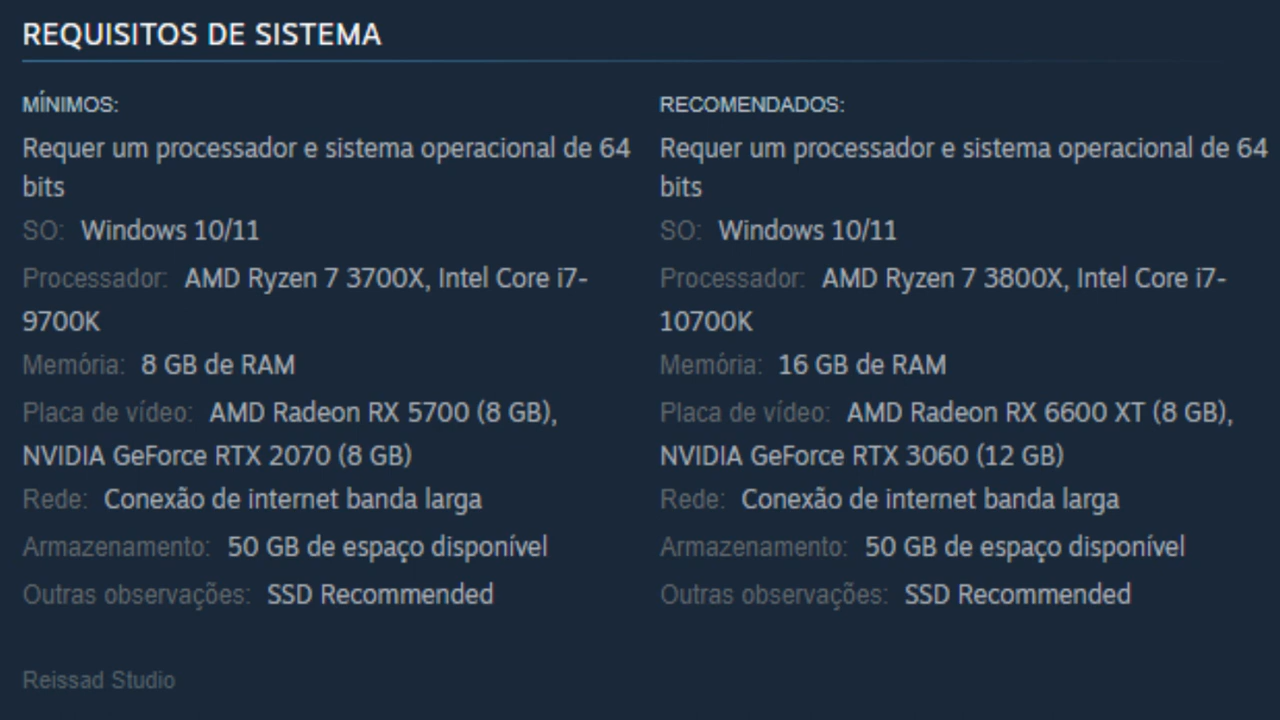 REQUISITOS DE SISTEMA
MÍNIMOS:
Requer um processador e sistema operacional de 64
bits
SO: Windows 10/11
Processador: AMD Ryzen 7 3700X, Intel Core i7-
9700K
Memória: 8 GB de RAM
Placa de vídeo: AMD Radeon RX 5700 (8 GB),
NVIDIA GeForce RTX 2070 (8 GB)
Rede: Conexão de internet banda larga
Armazenamento: 50 GB de espaço disponível
Outras observações: SSD Recommended
RECOMENDADOS:
Requer um processador e sistema operacional de 64
bits
SO: Windows 10/11
Processador: AMD Ryzen 7 3800X, Intel Core i7-
10700K
Memória: 16 GB de RAM
Placa de vídeo: AMD Radeon RX 6600 XT (8 GB),
NVIDIA GeForce RTX 3060 (12 GB)
Rede: Conexão de internet banda larga
Armazenamento: 50 GB de espaço disponível
Outras observações: SSD Recommended
Reissad Studio